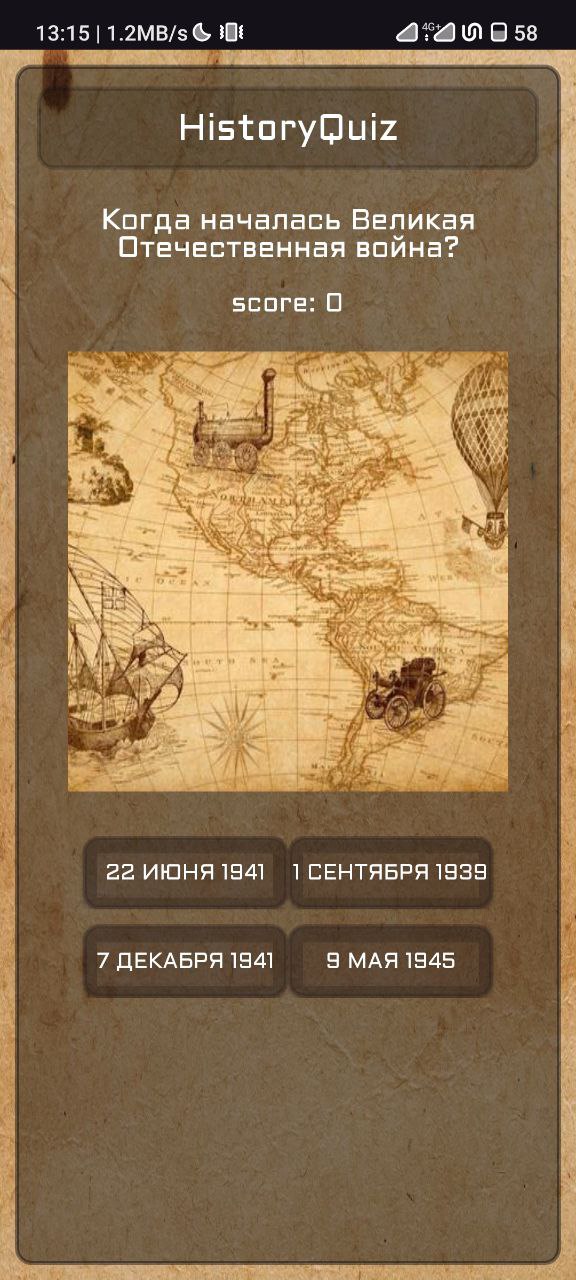 13:15 | 1.2MB/s 4G+ 58
HistoryQuiz
Когда началась Великая
Отечественная война?
score: 0
NORTH AMERICA
SOUTH SEA
SOUTH AMERICA
22 ИЮНЯ 1941
1 СЕНТЯБРЯ 1939
7 ДЕКАБРЯ 1941
9 МАЯ 1945